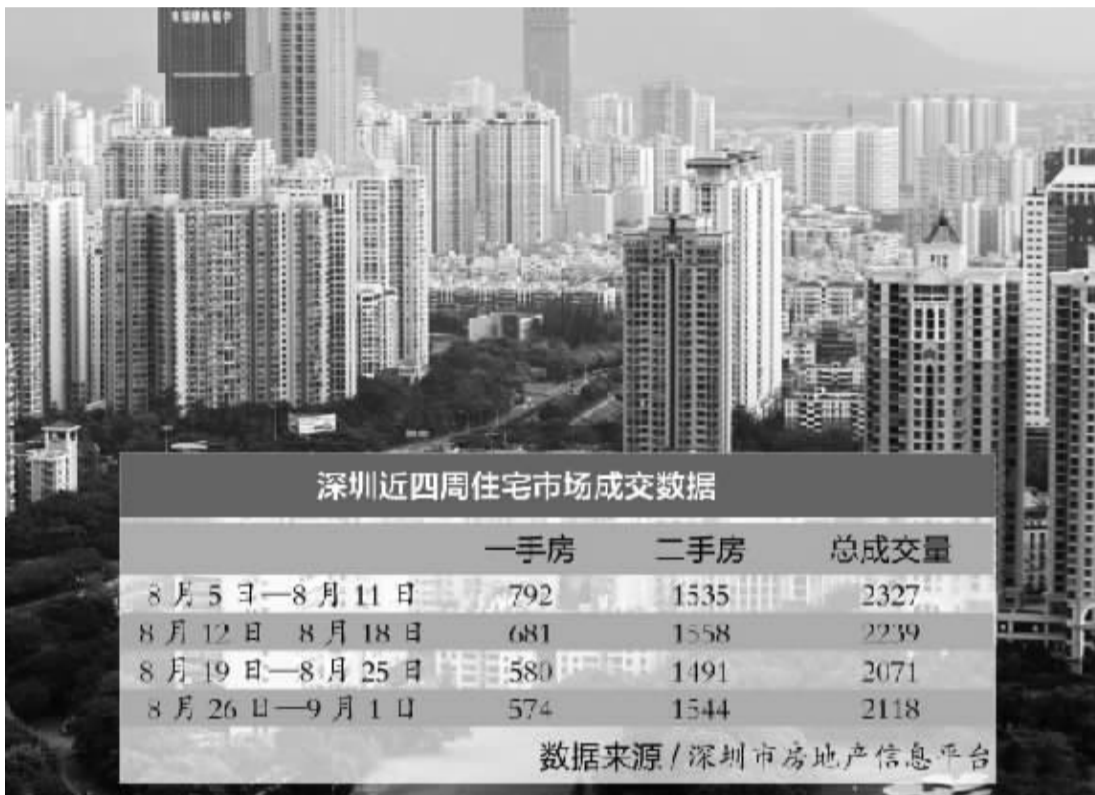 深圳近四周住宅市场成交数据
一手房 二手房 总成交量
8月5日—8月11日 792 1535 2327
8月12日 8月18日 681 1558 2239
8月19日—8月25日 580 1491 2071
8月26日—9月1日 574 1544 2118
数据来源/深圳市房地产信息平台